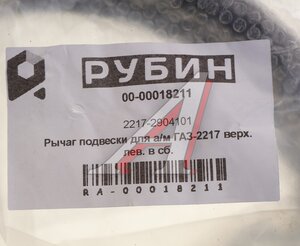 РУБИН
00-00018211
2217-2904101
Рычаг подвески для а/м ГАЗ-2217 верх.
лев. в сб.
RA-00018211